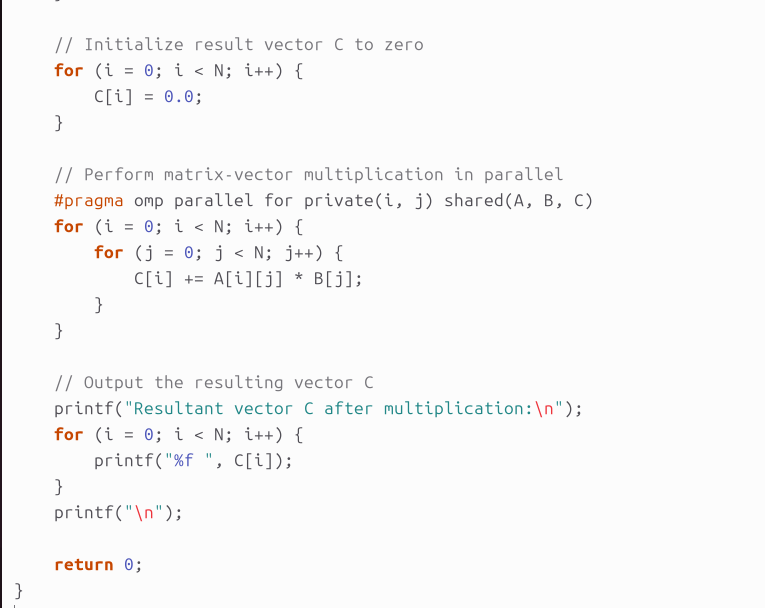 // Initialize result vector C to zero
    for (i = 0; i < N; i++) {
        C[i] = 0.0;
    }
    // Perform matrix-vector multiplication in parallel
    #pragma omp parallel for private(i, j) shared(A, B, C)
    for (i = 0; i < N; i++) {
        for (j = 0; j < N; j++) {
            C[i] += A[i][j] * B[j];
        }
    }
    // Output the resulting vector C
    printf("Resultant vector C after multiplication:\n");
    for (i = 0; i < N; i++) {
        printf("%f ", C[i]);
    }
    printf("\n");
    return 0;
}